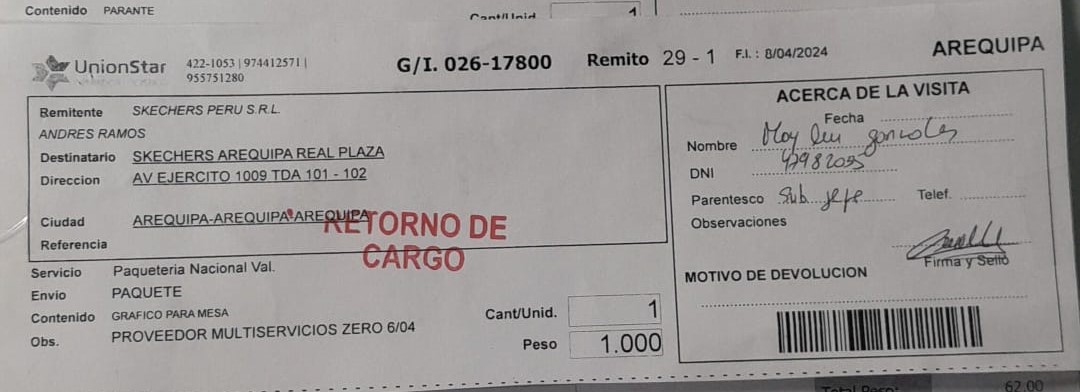 Contenido PARANTE
Cant/Unid 1
UnionStar 422-1053 | 974412571 |
955751280
G/I. 026-17800 Remito 29 - 1 F.I. : 8/04/2024 AREQUIPA
Remitente SKECHERS PERU S.R.L.
ANDRES RAMOS
Destinatario SKECHERS AREQUIPA REAL PLAZA
Direccion AV EJERCITO 1009 TDA 101 - 102
Ciudad AREQUIPA-AREQUIPA-AREQUIPA
Referencia
RETORNO DE
CARGO
Servicio Paqueteria Nacional Val.
Envio PAQUETE
Contenido GRAFICO PARA MESA
Obs. PROVEEDOR MULTISERVICIOS ZERO 6/04
Cant/Unid. 1
Peso 1.000
ACERCA DE LA VISITA
Fecha
Nombre
DNI
Parentesco Sub jefe Telef.
Observaciones
Firma y Sello
MOTIVO DE DEVOLUCION
Total Peso: 62.00